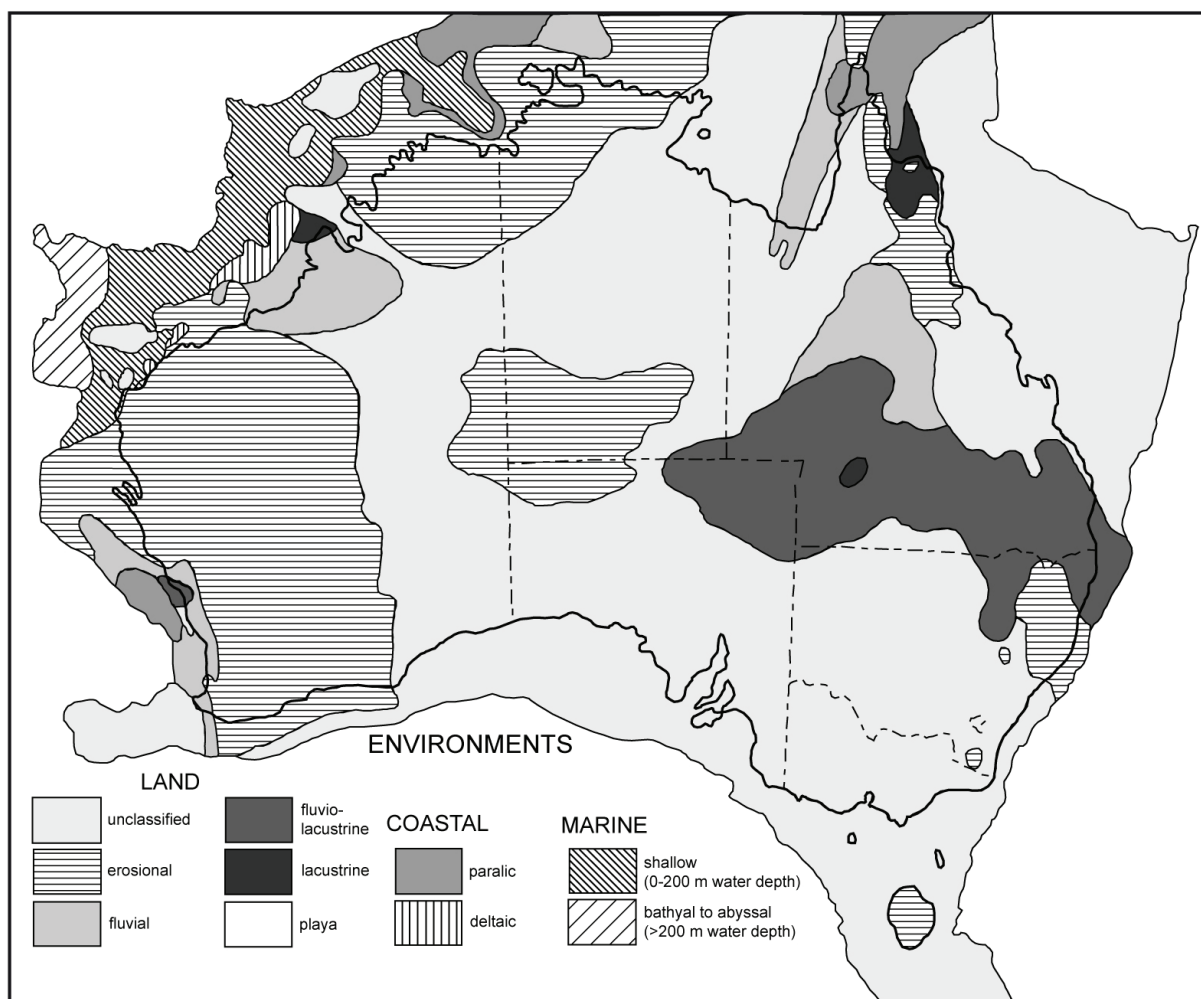 ENVIRONMENTS
LAND
unclassified
erosional
fluvial
fluvio-
lacustrine
lacustrine
playa
COASTAL
paralic
deltaic
MARINE
shallow
(0-200 m water depth)
bathyal to abyssal
(>200 m water depth)